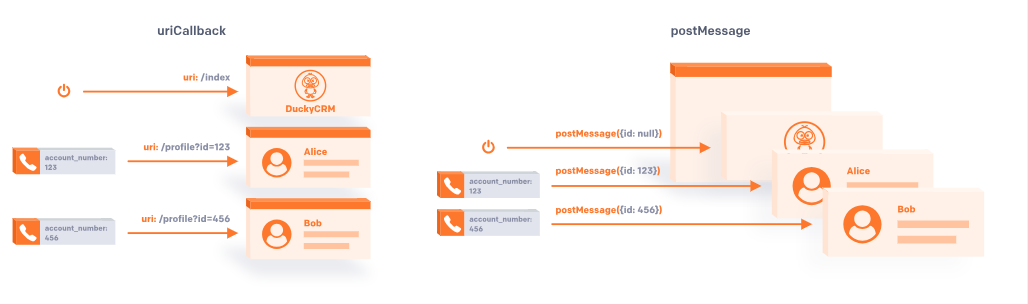 uriCallback
uri: /index
DuckyCRM
uri: /profile?id=123
account_number:
123
Alice
uri: /profile?id=456
account_number:
456
Bob
postMessage
postMessage({id: null})
postMessage({id: 123})
account_number:
123
Alice
postMessage({id: 456})
account_number:
456
Bob